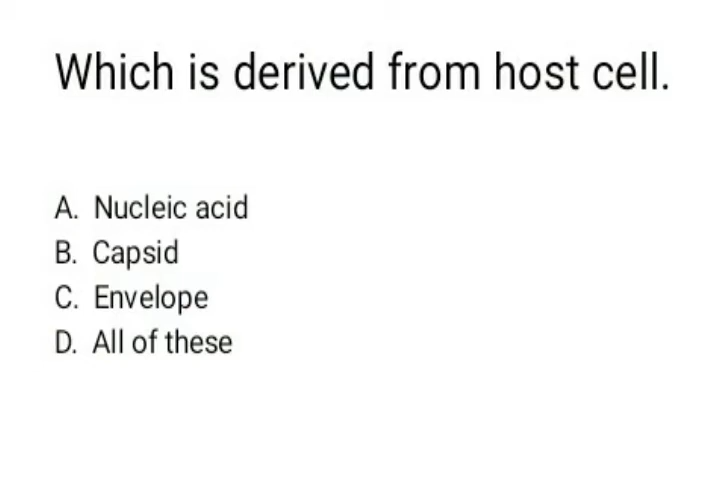 Which is derived from host cell.
A. Nucleic acid
B. Capsid
C. Envelope
D. All of these